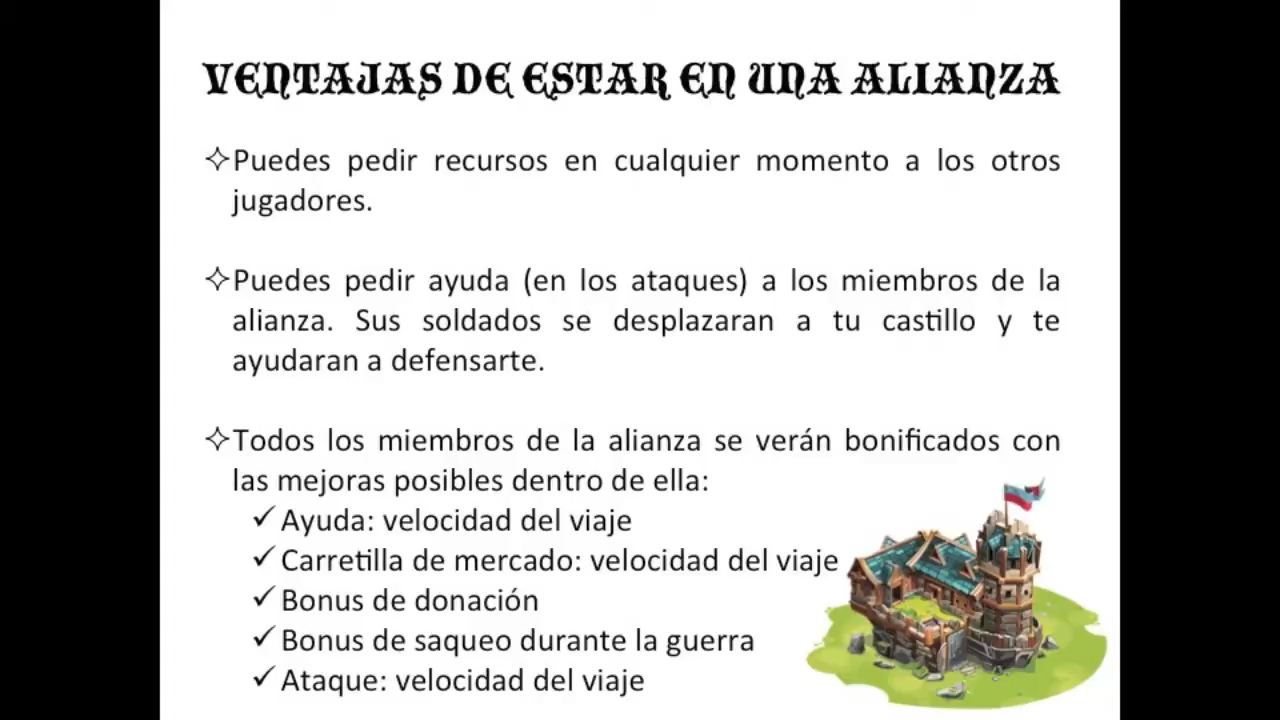 VENTAJAS DE ESTAR EN UNA ALIANZA
✧Puedes pedir recursos en cualquier momento a los otros
jugadores.
✧Puedes pedir ayuda (en los ataques) a los miembros de la
alianza. Sus soldados se desplazaran a tu castillo y te
ayudaran a defensarte.
✧Todos los miembros de la alianza se verán bonificados con
las mejoras posibles dentro de ella:
✓Ayuda: velocidad del viaje
✓Carretilla de mercado: velocidad del viaje
✓Bonus de donación
✓Bonus de saqueo durante la guerra
✓Ataque: velocidad del viaje